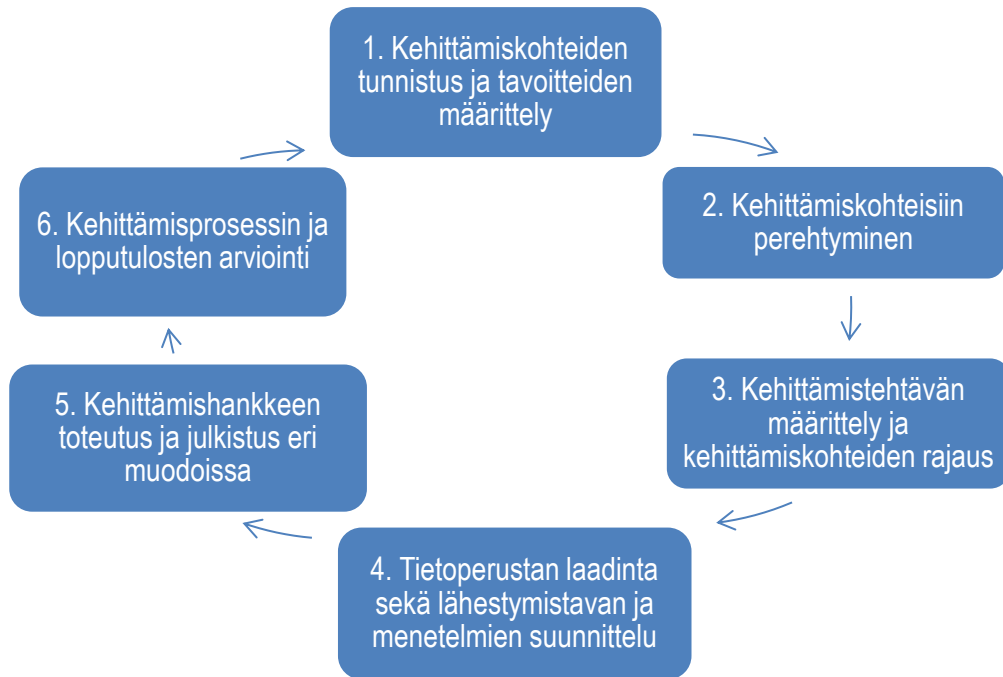 1. Kehittämiskohteiden
tunnistus ja tavoitteiden
määrittely
2. Kehittämiskohteisiin
perehtyminen
3. Kehittämistehtävän
määrittely ja
kehittämiskohteiden rajaus
4. Tietoperustan laadinta
sekä lähestymistavan ja
menetelmien suunnittelu
5. Kehittämishankkeen
toteutus ja julkistus eri
muodoissa
6. Kehittämisprosessin ja
lopputulosten arviointi